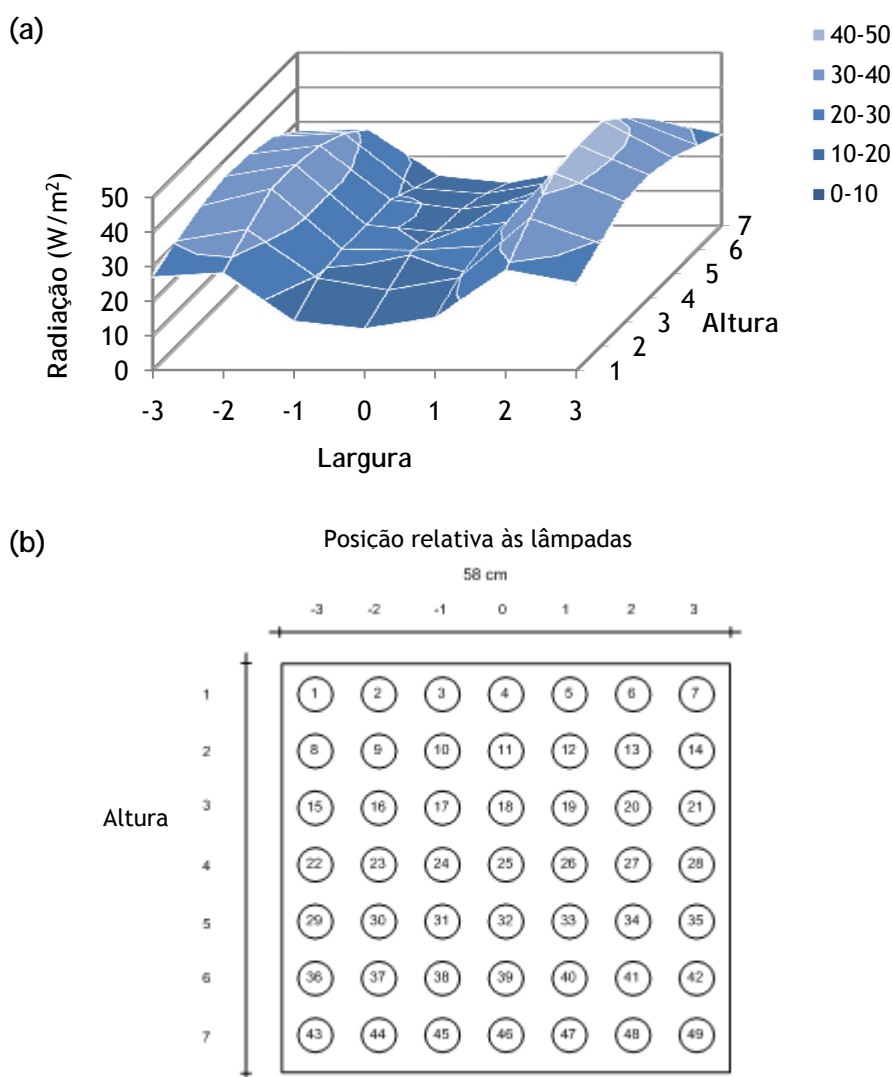 (a)
40-50
30-40
20-30
10-20
0-10
Radiação (W/m²)
50
40
30
20
10
0
-3 -2 -1 0 1 2 3
Largura
1 2 3 4 5 6 7
Altura
(b)
Posição relativa às lâmpadas
58 cm
-3 -2 -1 0 1 2 3
1 1 2 3 4 5 6 7
2 8 9 10 11 12 13 14
Altura 3 15 16 17 18 19 20 21
4 22 23 24 25 26 27 28
5 29 30 31 32 33 34 35
6 36 37 38 39 40 41 42
7 43 44 45 46 47 48 49